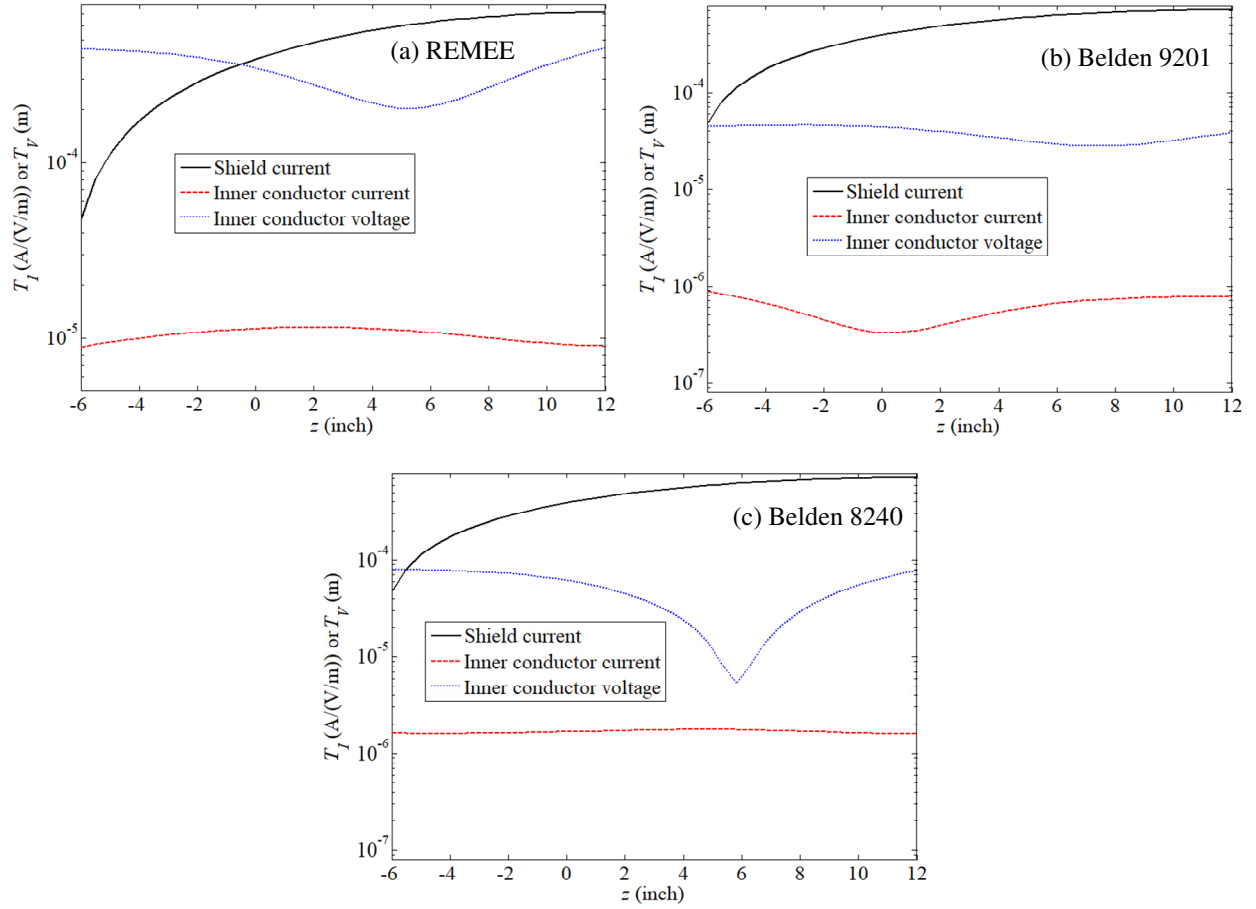 (a) REMEE
T_I (A/(V/m)) or T_V (m)
10^-4
10^-5
Shield current
Inner conductor current
Inner conductor voltage
-6 -4 -2 0 2 4 6 8 10 12
z (inch)
(b) Belden 9201
T_I (A/(V/m)) or T_V (m)
10^-4
10^-5
10^-6
10^-7
Shield current
Inner conductor current
Inner conductor voltage
-6 -4 -2 0 2 4 6 8 10 12
z (inch)
(c) Belden 8240
T_I (A/(V/m)) or T_V (m)
10^-4
10^-5
10^-6
10^-7
Shield current
Inner conductor current
Inner conductor voltage
-6 -4 -2 0 2 4 6 8 10 12
z (inch)